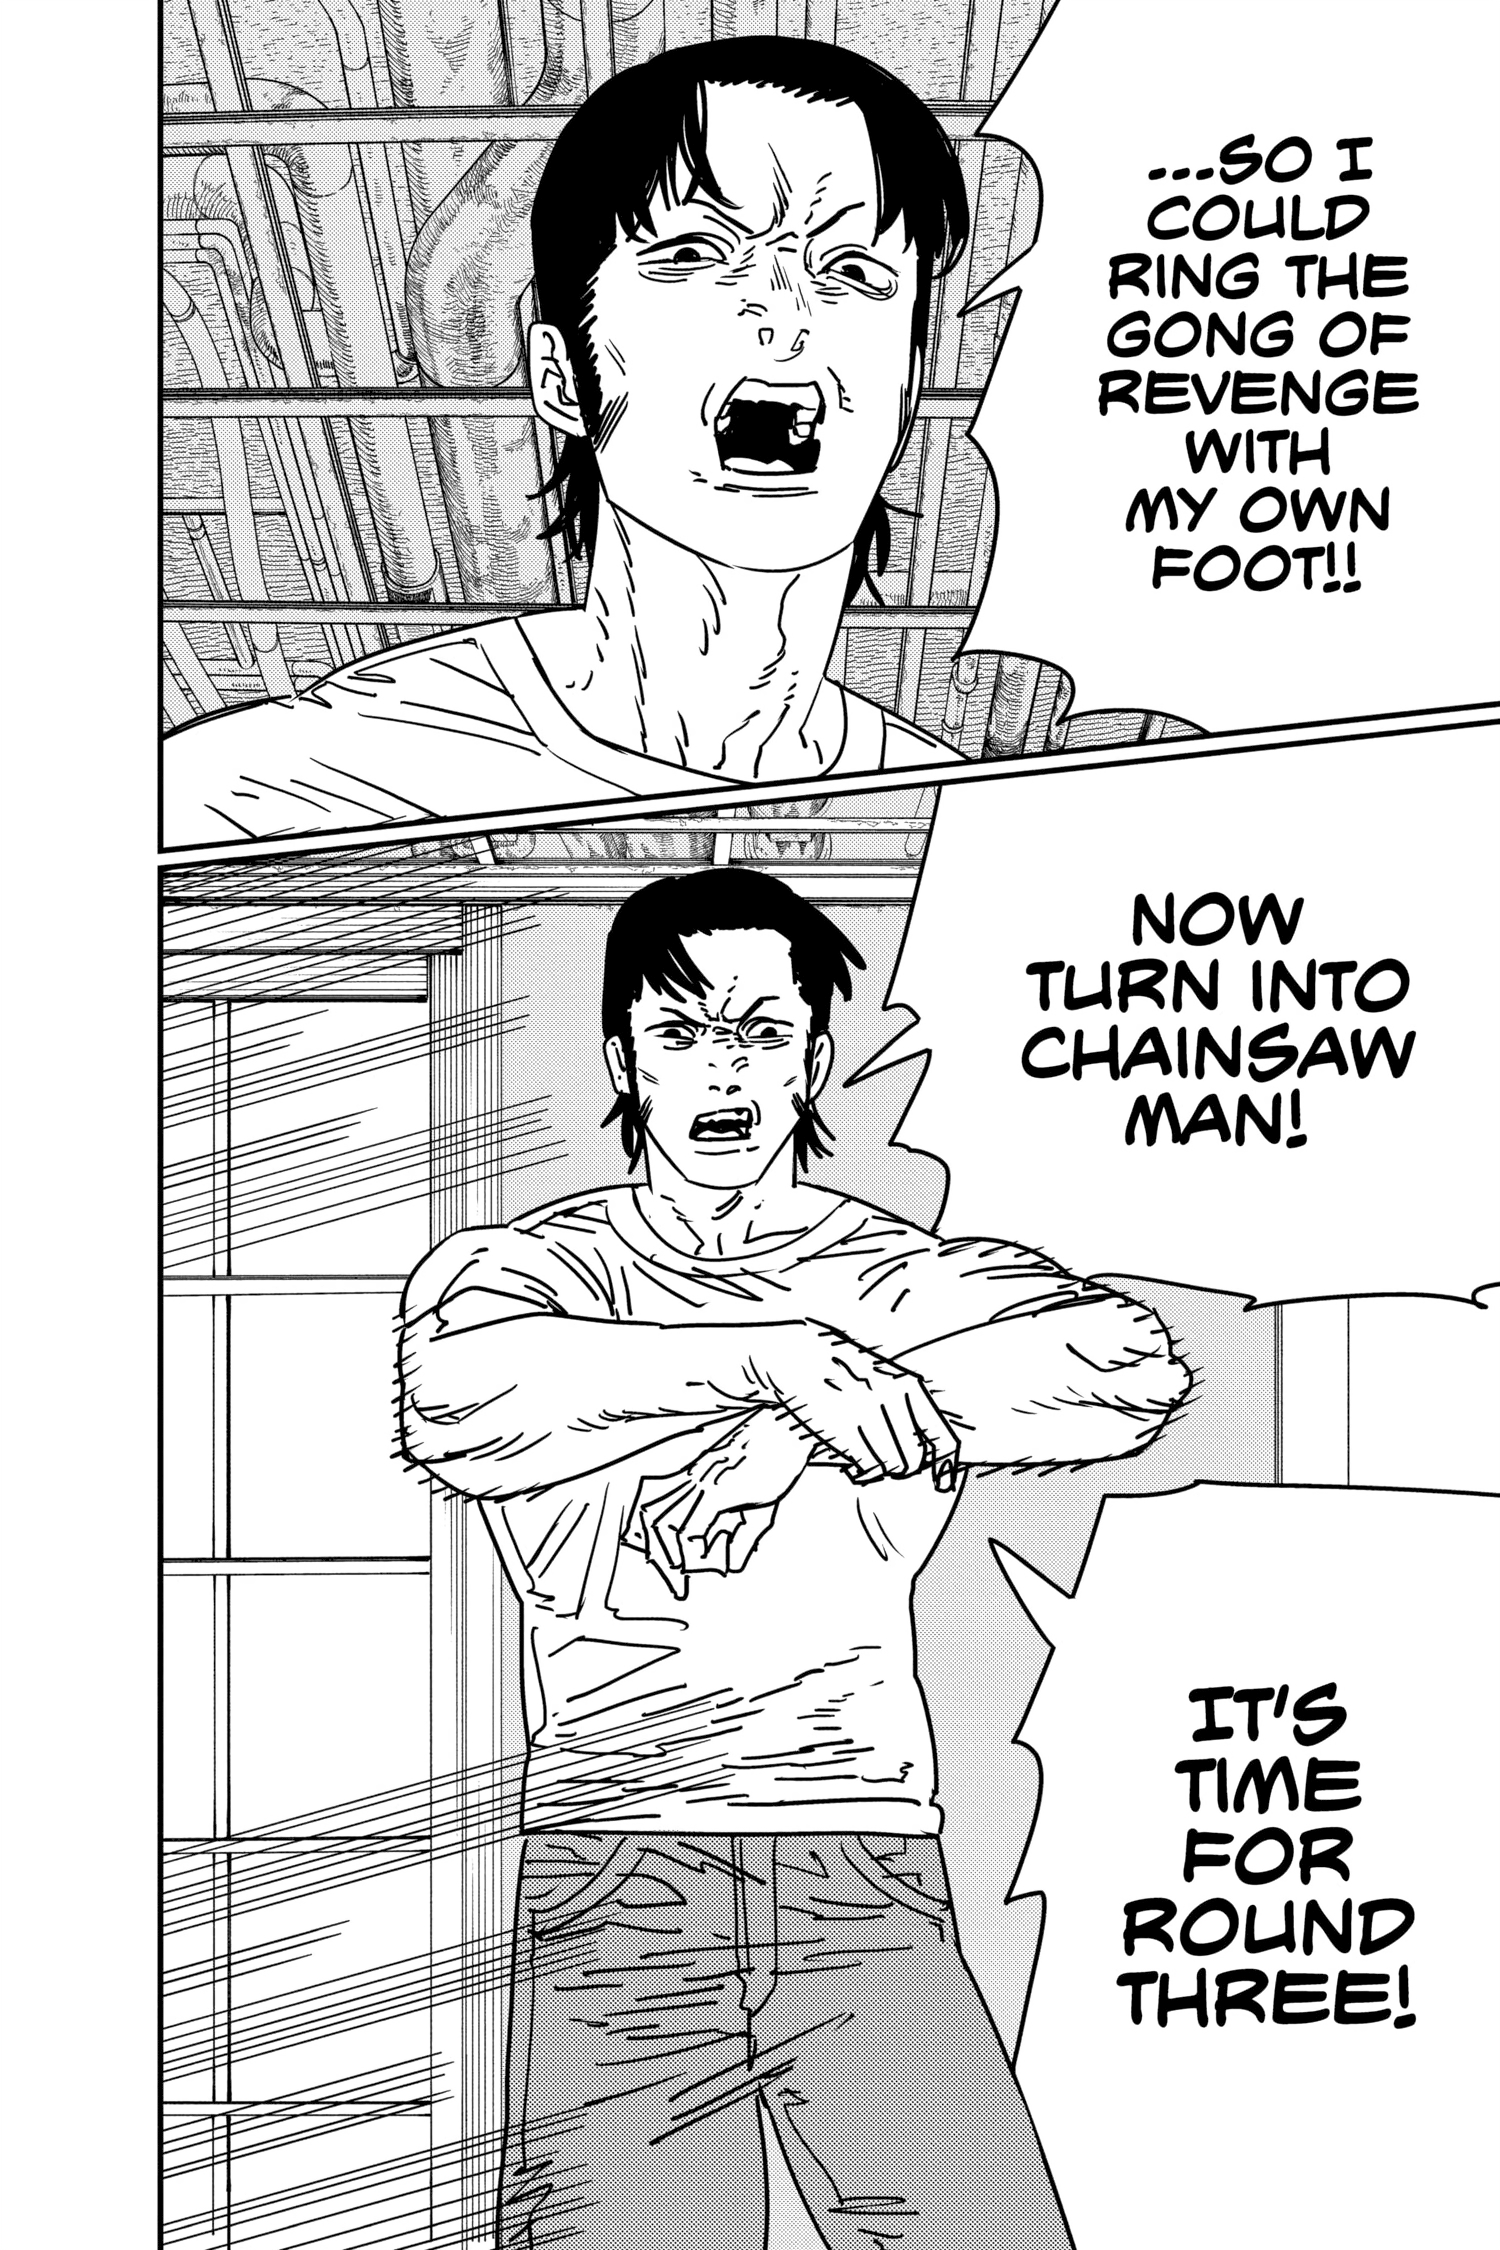 ...SO I
COULD
RING THE
GONG OF
REVENGE
WITH
MY OWN
FOOT!!
NOW
TURN INTO
CHAINSAW
MAN!
IT'S
TIME
FOR
ROUND
THREE!